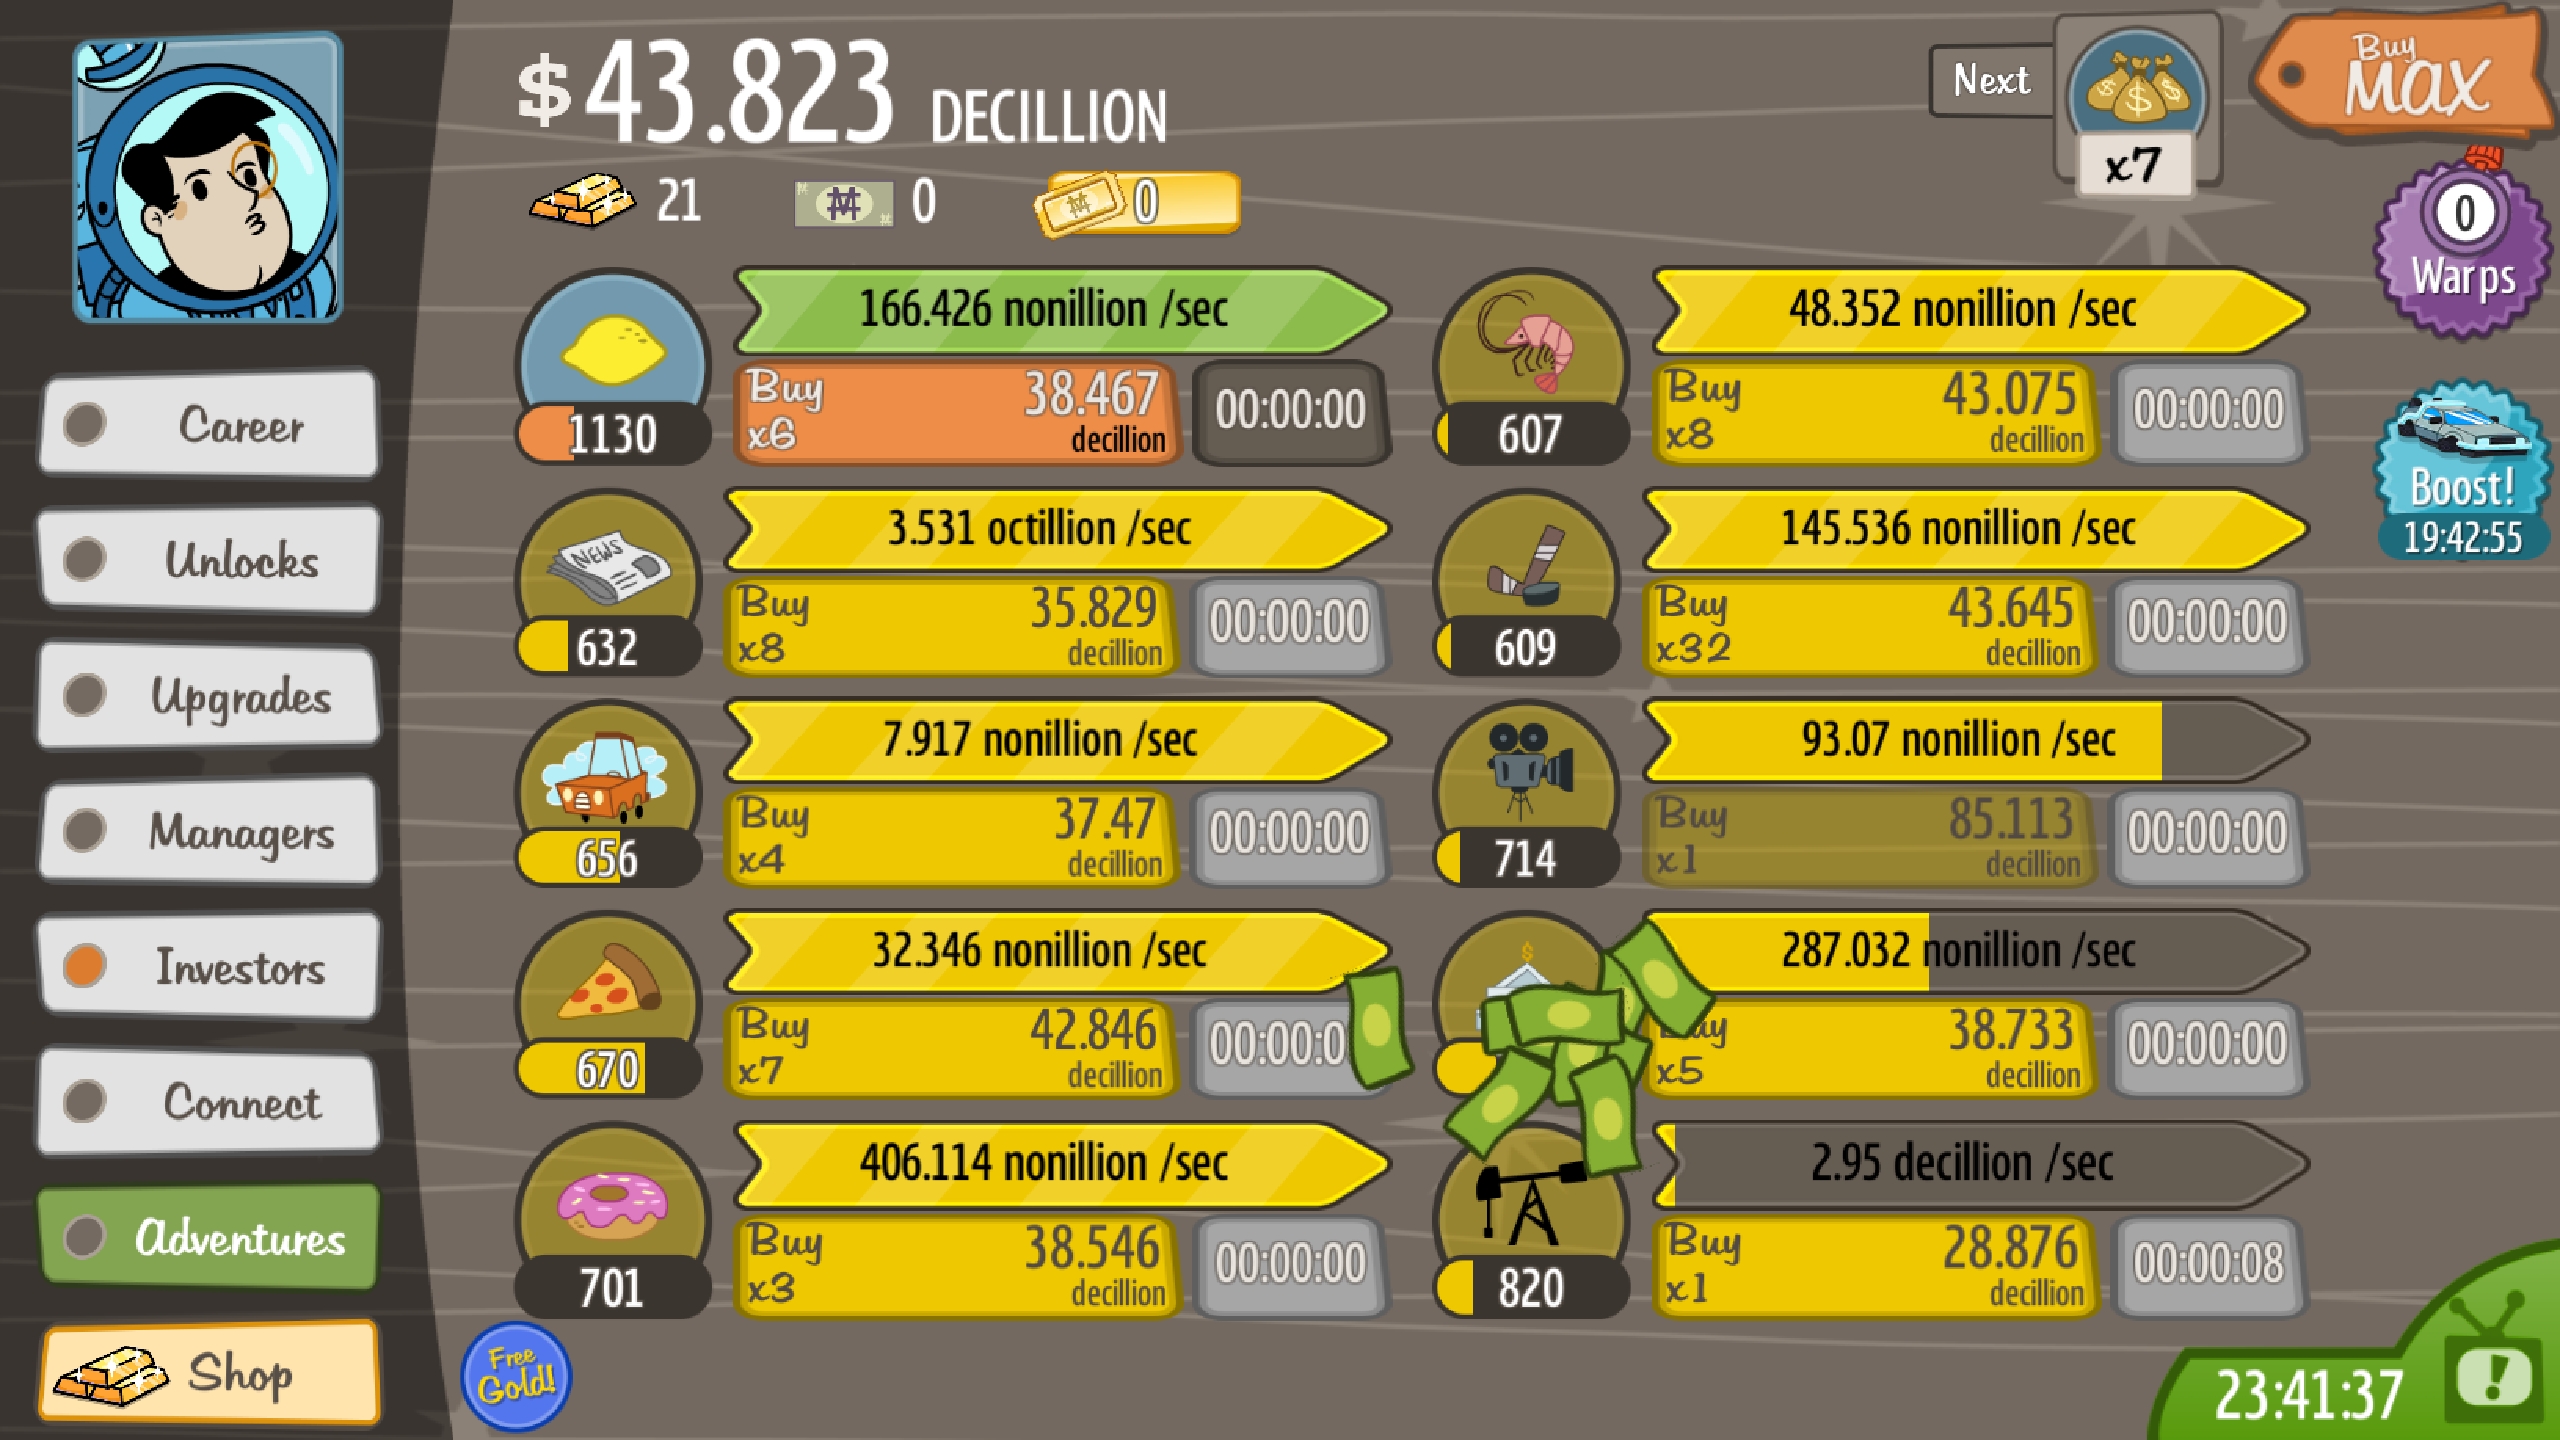 $43.823 DECILLION
Next
x7
Buy
MAX
21
0
0
0
Warps
Boost!
19:42:55
Career
Unlocks
Upgrades
Managers
Investors
Connect
Adventures
Shop
166.426 nonillion /sec
1130
Buy
x6
38.467
decillion
00:00:00
NEWS
3.531 octillion /sec
632
Buy
x8
35.829
decillion
00:00:00
7.917 nonillion /sec
656
Buy
x4
37.47
decillion
00:00:00
32.346 nonillion /sec
670
Buy
x7
42.846
decillion
00:00:0
406.114 nonillion /sec
701
Buy
x3
38.546
decillion
00:00:00
48.352 nonillion /sec
607
Buy
x8
43.075
decillion
00:00:00
145.536 nonillion /sec
609
Buy
x32
43.645
decillion
00:00:00
93.07 nonillion /sec
714
Buy
x1
85.113
decillion
00:00:00
287.032 nonillion /sec
Buy
x5
38.733
decillion
00:00:00
2.95 decillion /sec
820
Buy
x1
28.876
decillion
00:00:08
Free
Gold!
23:41:37